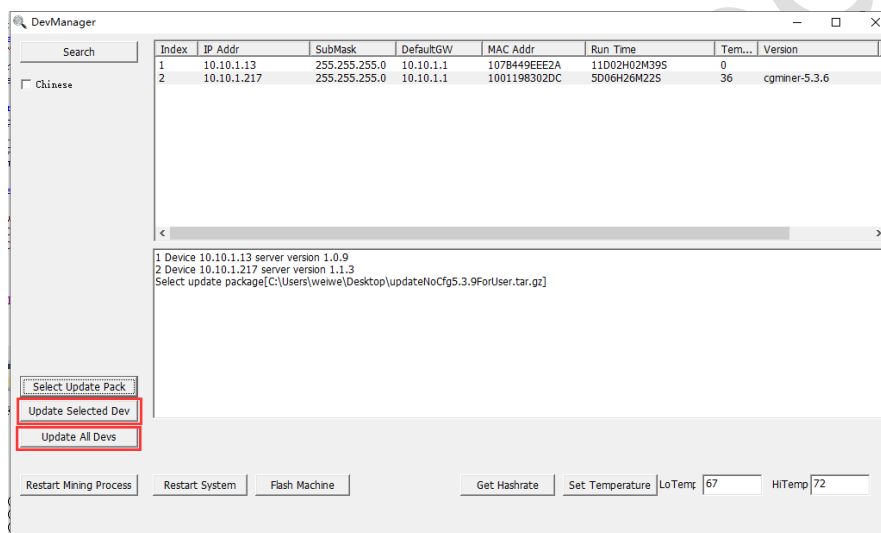 DevManager
Search
Chinese
Index IP Addr SubMask DefaultGW MAC Addr Run Time Tem... Version
1 10.10.1.13 255.255.255.0 10.10.1.1 107B449EEE2A 11D02H02M39S 0
2 10.10.1.217 255.255.255.0 10.10.1.1 1001198302DC 5D06H26M22S 36 cgminer-5.3.6
1 Device 10.10.1.13 server version 1.0.9
2 Device 10.10.1.217 server version 1.1.3
Select update package[C:\Users\weiwe\Desktop\updateNoCfg5.3.9ForUser.tar.gz]
Select Update Pack
Update Selected Dev
Update All Devs
Restart Mining Process Restart System Flash Machine Get Hashrate Set Temperature LoTemp 67 HiTemp 72